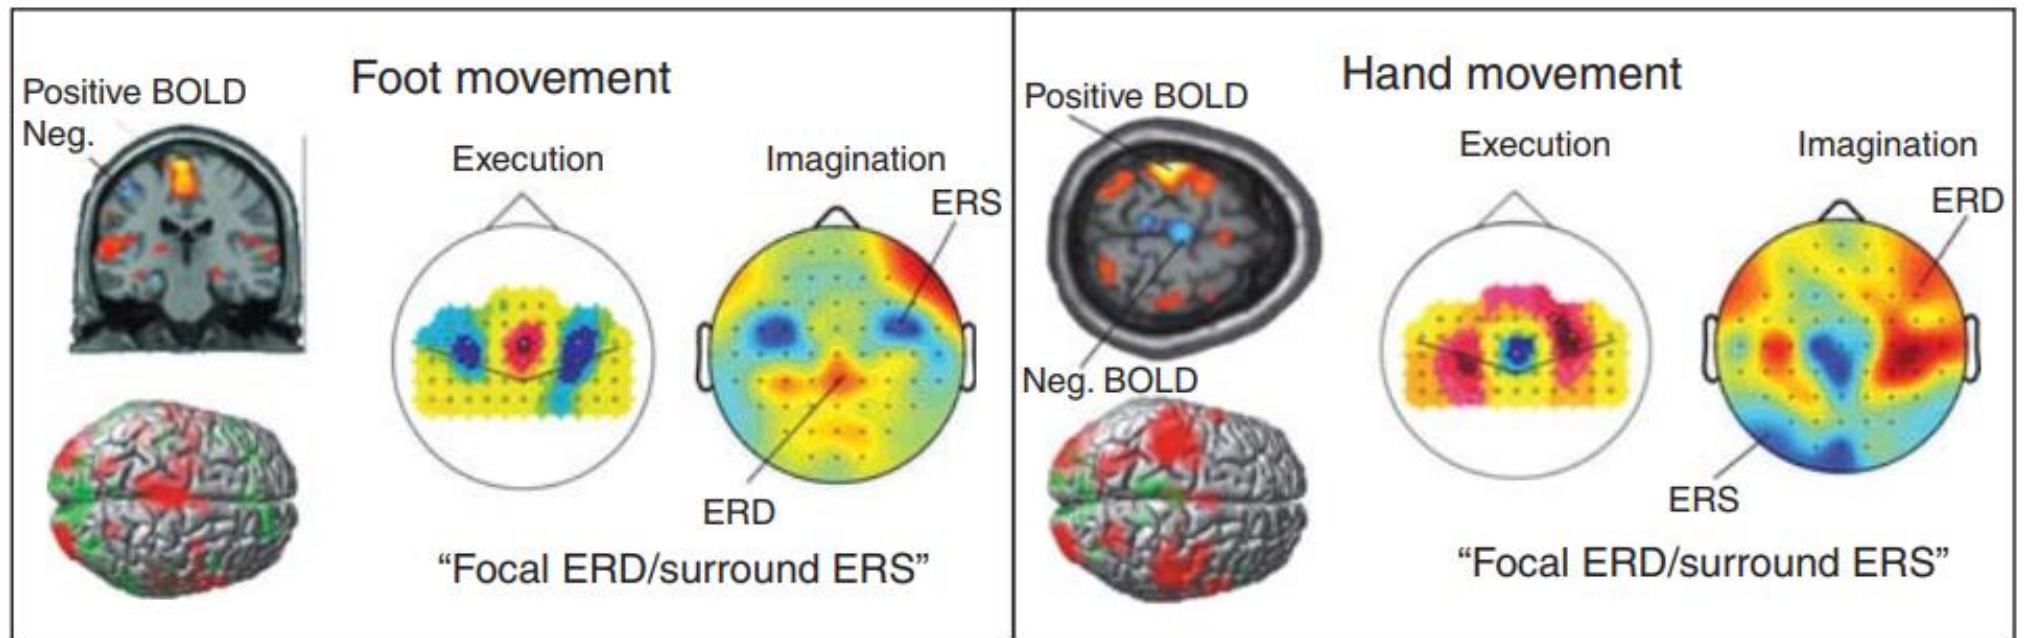 Foot movement
Positive BOLD
Neg.
Execution
Imagination
ERS
ERD
“Focal ERD/surround ERS”
Hand movement
Positive BOLD
Execution
Imagination
ERD
Neg. BOLD
ERS
“Focal ERD/surround ERS”